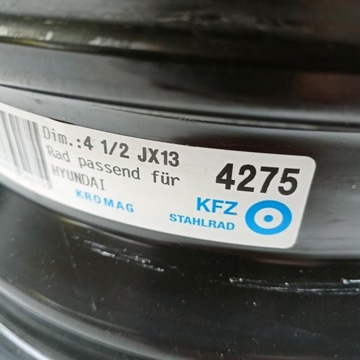 Dim.:4 1/2 JX13
Rad passend für
HYUNDAI
KROMAG
4275
KFZ
STAHLRAD